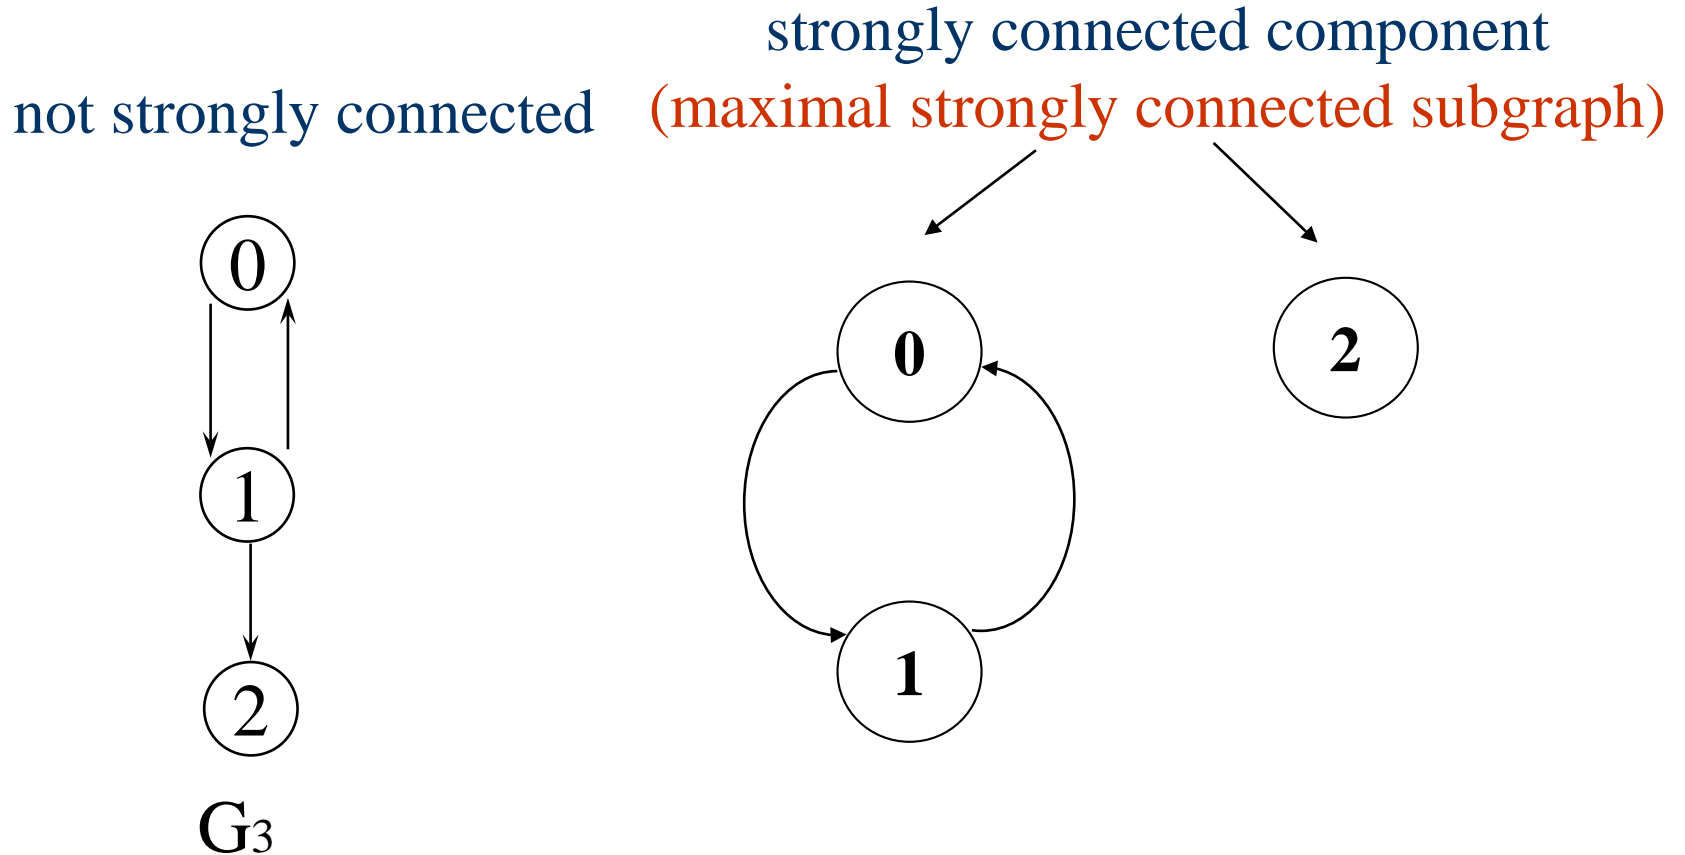 strongly connected component
not strongly connected
(maximal strongly connected subgraph)
0
1
2
G3
0
2
1